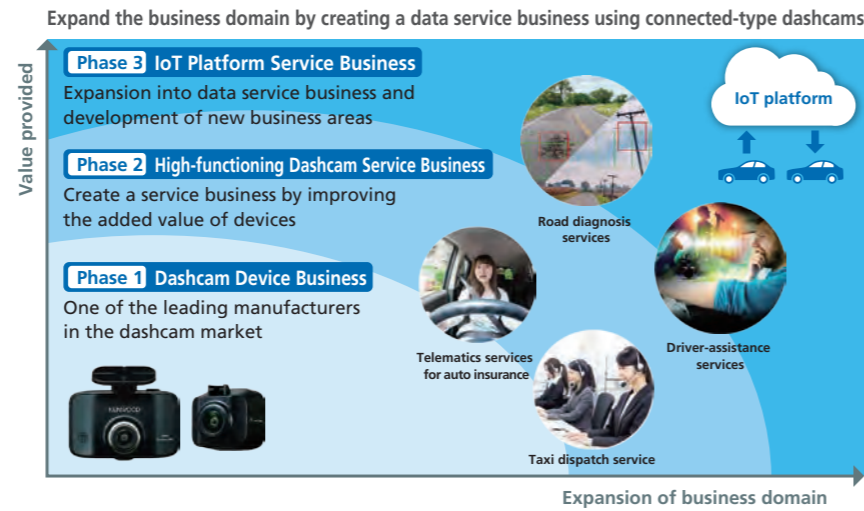 Expand the business domain by creating a data service business using connected-type dashcams
Value provided
Phase 3 IoT Platform Service Business
Expansion into data service business and
development of new business areas
IoT platform
Phase 2 High-functioning Dashcam Service Business
Create a service business by improving
the added value of devices
Road diagnosis
services
Phase 1 Dashcam Device Business
One of the leading manufacturers
in the dashcam market
Telematics services
for auto insurance
Driver-assistance
services
KENWOOD
Taxi dispatch service
Expansion of business domain